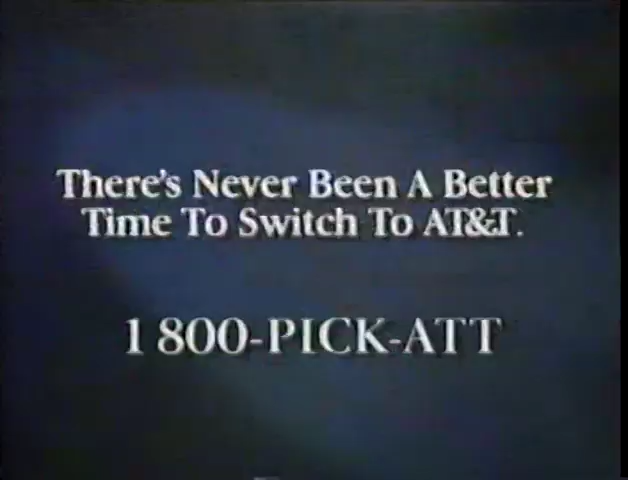 There's Never Been A Better
Time To Switch To AT&T.
1 800-PICK-ATT